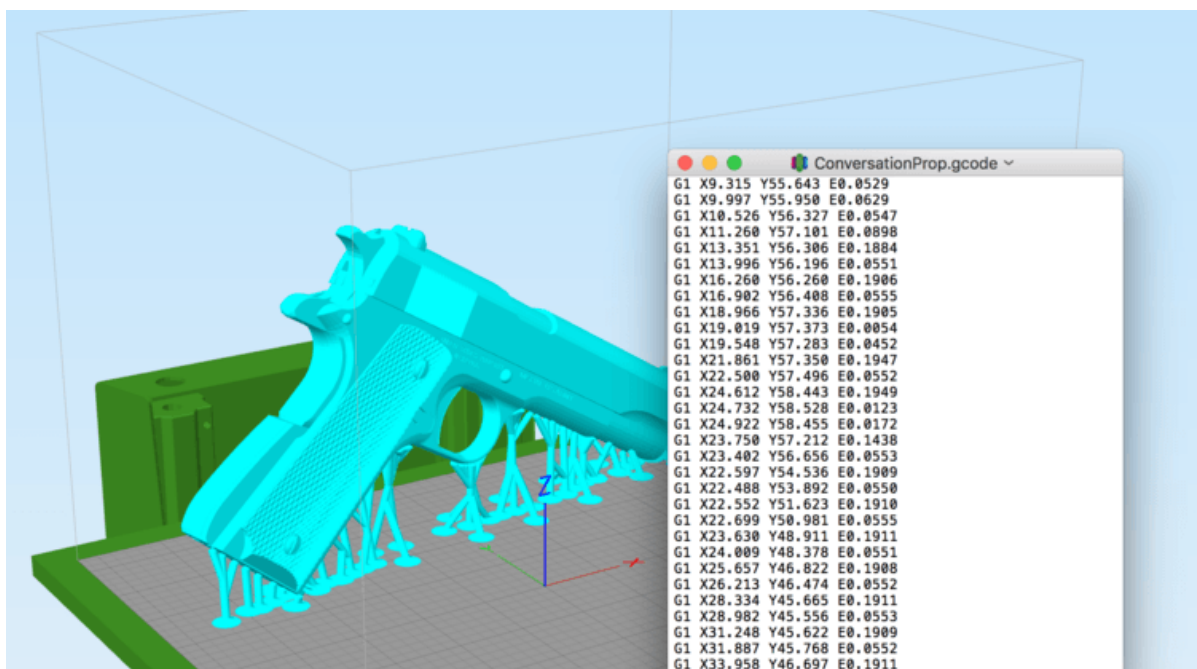 ConversationProp.gcode
G1 X9.315 Y55.643 E0.0529
G1 X9.997 Y55.950 E0.0629
G1 X10.526 Y56.327 E0.0547
G1 X11.260 Y57.101 E0.0898
G1 X13.351 Y56.306 E0.1884
G1 X13.996 Y56.196 E0.0551
G1 X16.260 Y56.260 E0.1906
G1 X16.902 Y56.408 E0.0555
G1 X18.966 Y57.336 E0.1905
G1 X19.019 Y57.373 E0.0054
G1 X19.548 Y57.283 E0.0452
G1 X21.861 Y57.350 E0.1947
G1 X22.500 Y57.496 E0.0552
G1 X24.612 Y58.443 E0.1949
G1 X24.732 Y58.528 E0.0123
G1 X24.922 Y58.455 E0.0172
G1 X23.750 Y57.212 E0.1438
G1 X23.402 Y56.656 E0.0553
G1 X22.597 Y54.536 E0.1909
G1 X22.488 Y53.892 E0.0550
G1 X22.552 Y51.623 E0.1910
G1 X22.699 Y50.981 E0.0555
G1 X23.630 Y48.911 E0.1911
G1 X24.009 Y48.378 E0.0551
G1 X25.657 Y46.822 E0.1908
G1 X26.213 Y46.474 E0.0552
G1 X28.334 Y45.665 E0.1911
G1 X28.982 Y45.556 E0.0553
G1 X31.248 Y45.622 E0.1909
G1 X31.887 Y45.768 E0.0552
G1 X33.958 Y46.697 E0.1911
Z